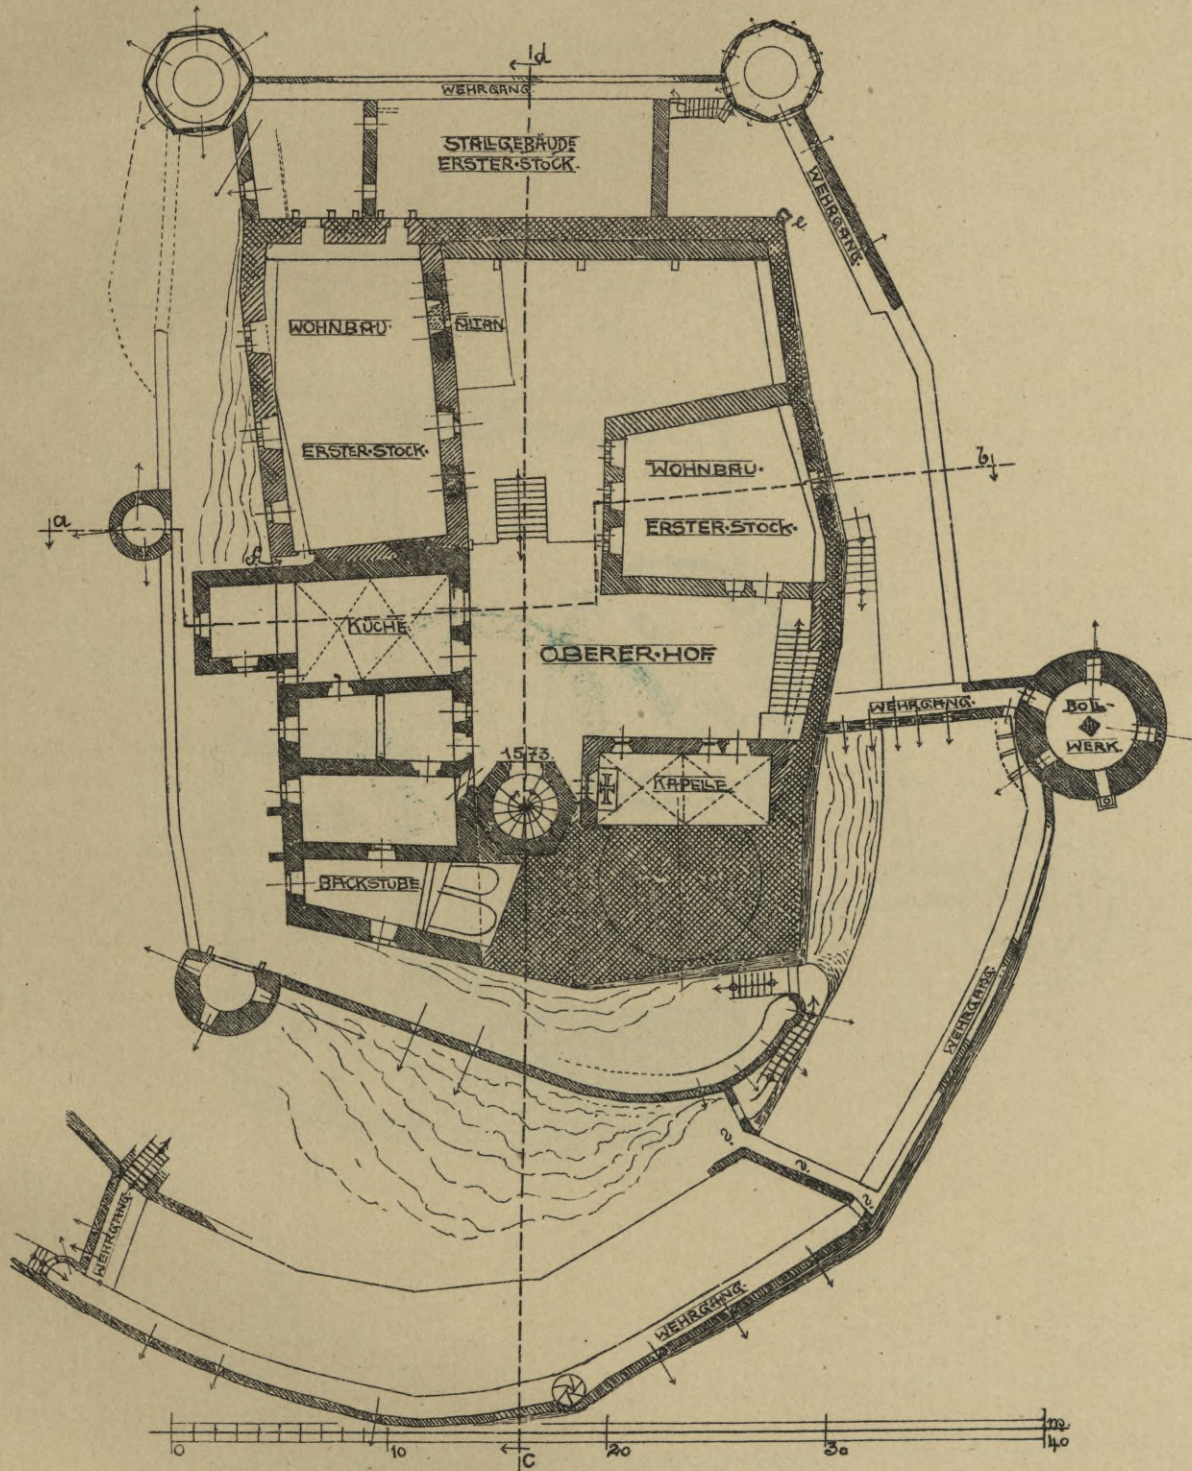 d
WEHRGANG
STALLGEBÄUDE
ERSTER·STOCK·
WEHRGANG·
e
WOHNBAU·
ALTAN
ERSTER·STOCK·
WOHNBAU·
b
ERSTER·STOCK·
a
f
KÜCHE
OBERER·HOF
WEHRGANG·
BOLL-
WERK
1573
KAPELLE
BACKSTUBE
WEHRGANG
i
i
i
WEHRGANG
WEHRGANG·
0
10
20
30
40
m
C